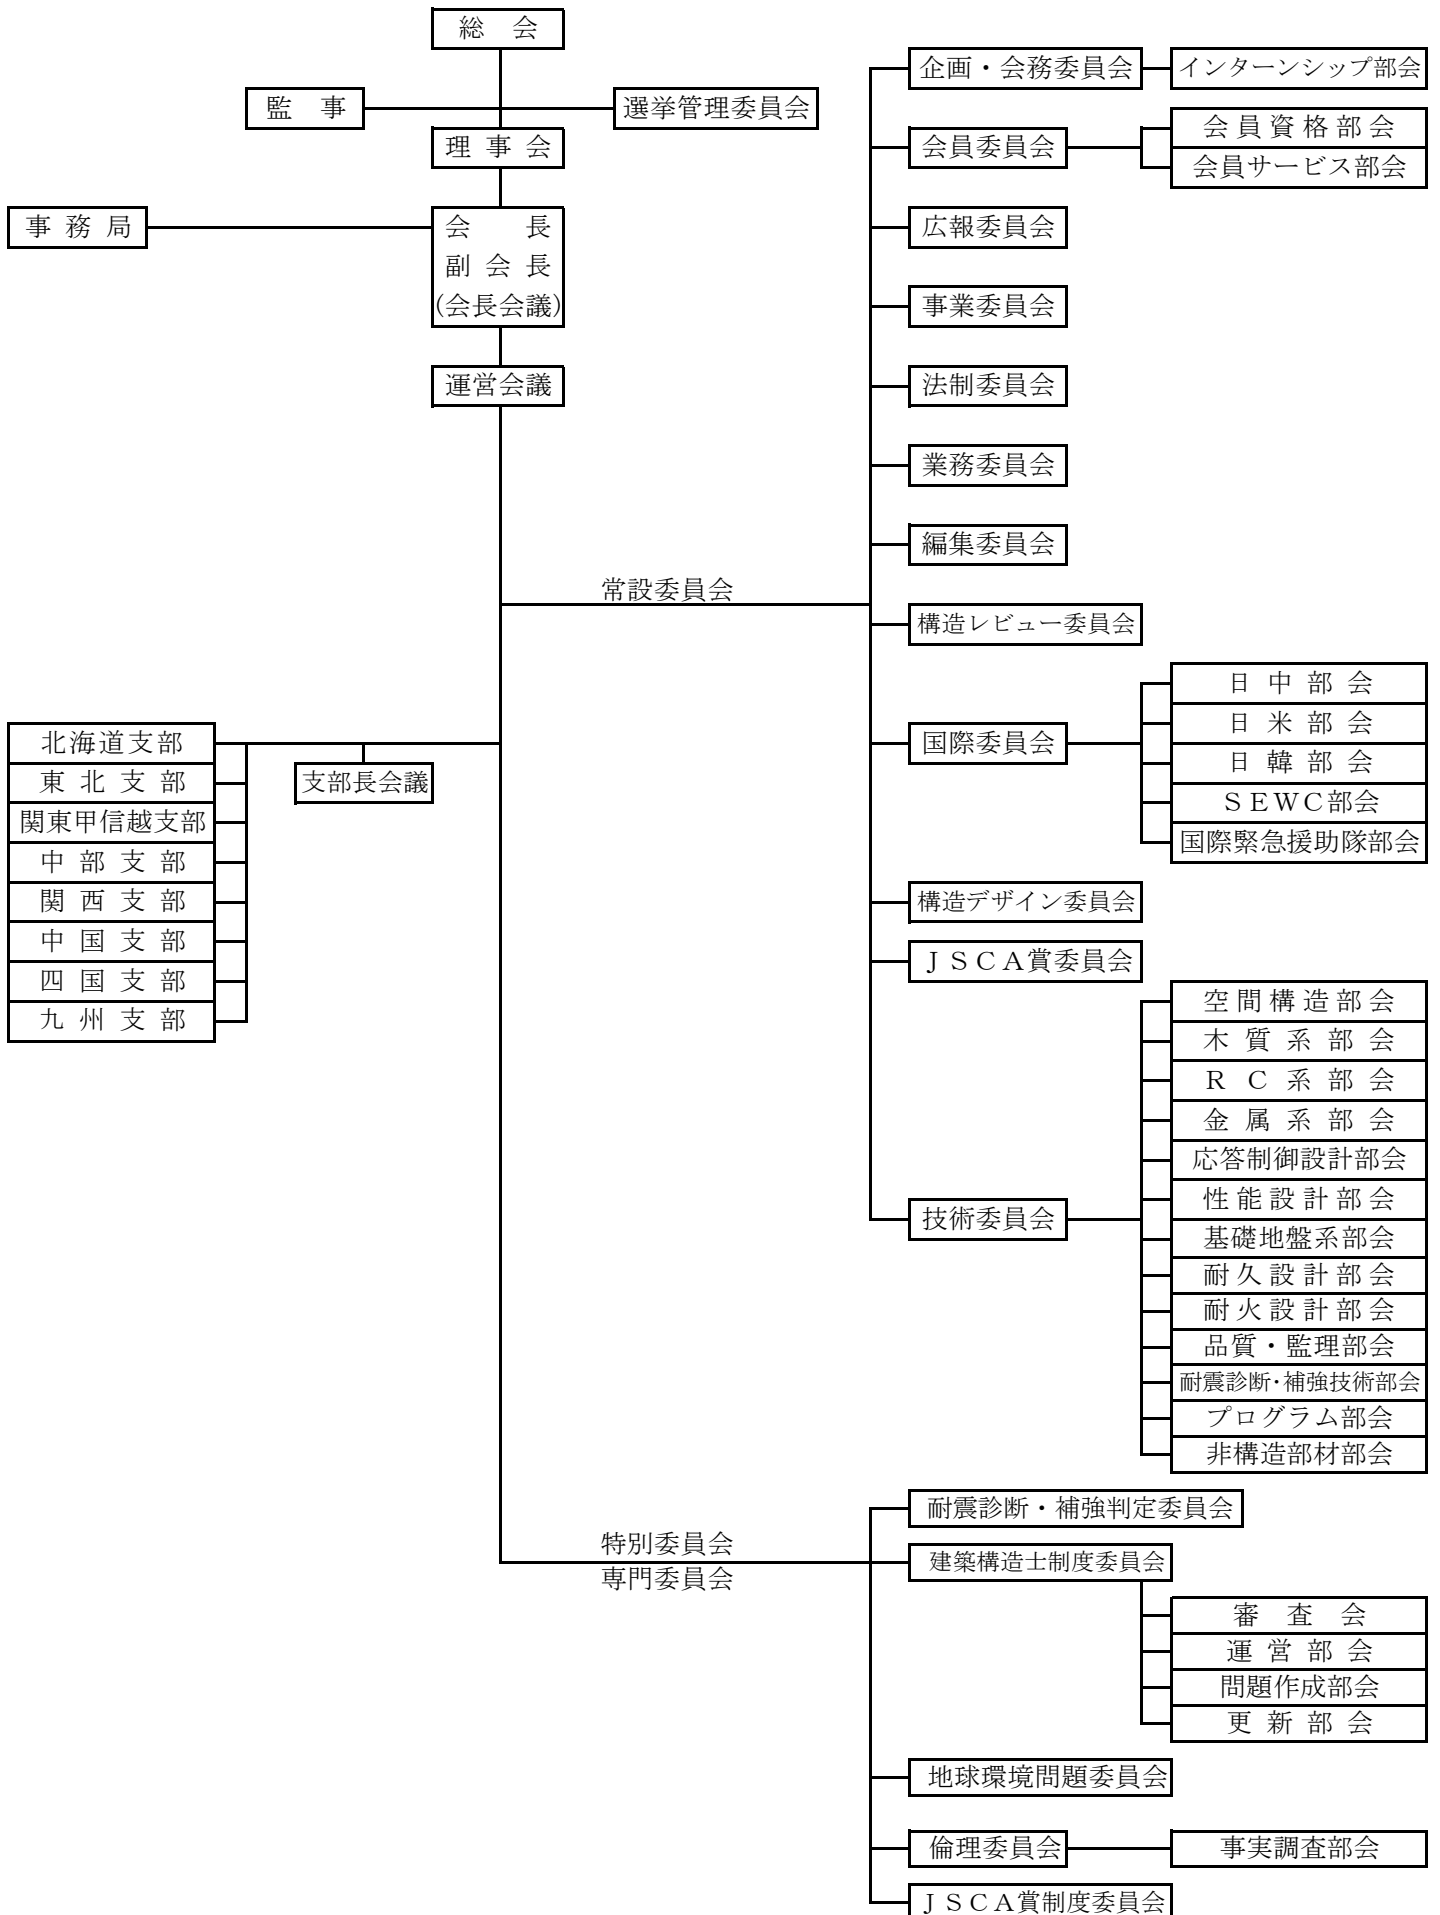 総 会
監 事
選挙管理委員会
理 事 会
事 務 局
会 長
副 会 長
(会長会議)
運営会議
常設委員会
北海道支部
東 北 支 部
関東甲信越支部
中 部 支 部
関 西 支 部
中 国 支 部
四 国 支 部
九 州 支 部
支部長会議
企画・会務委員会
インターンシップ部会
会員委員会
会 員 資 格 部 会
会員サービス部会
広報委員会
事業委員会
法制委員会
業務委員会
編集委員会
構造レビュー委員会
国際委員会
日 中 部 会
日 米 部 会
日 韓 部 会
ＳＥＷＣ部会
国際緊急援助隊部会
構造デザイン委員会
ＪＳＣＡ賞委員会
技術委員会
空 間 構 造 部 会
木 質 系 部 会
Ｒ Ｃ 系 部 会
金 属 系 部 会
応答制御設計部会
性 能 設 計 部 会
基礎地盤系部会
耐 久 設 計 部 会
耐 火 設 計 部 会
品質・監理部会
耐震診断・補強技術部会
プログラム部会
非構造部材部会
特別委員会
専門委員会
耐震診断・補強判定委員会
建築構造士制度委員会
審 査 会
運 営 部 会
問題作成部会
更 新 部 会
地球環境問題委員会
倫理委員会
事実調査部会
ＪＳＣＡ賞制度委員会